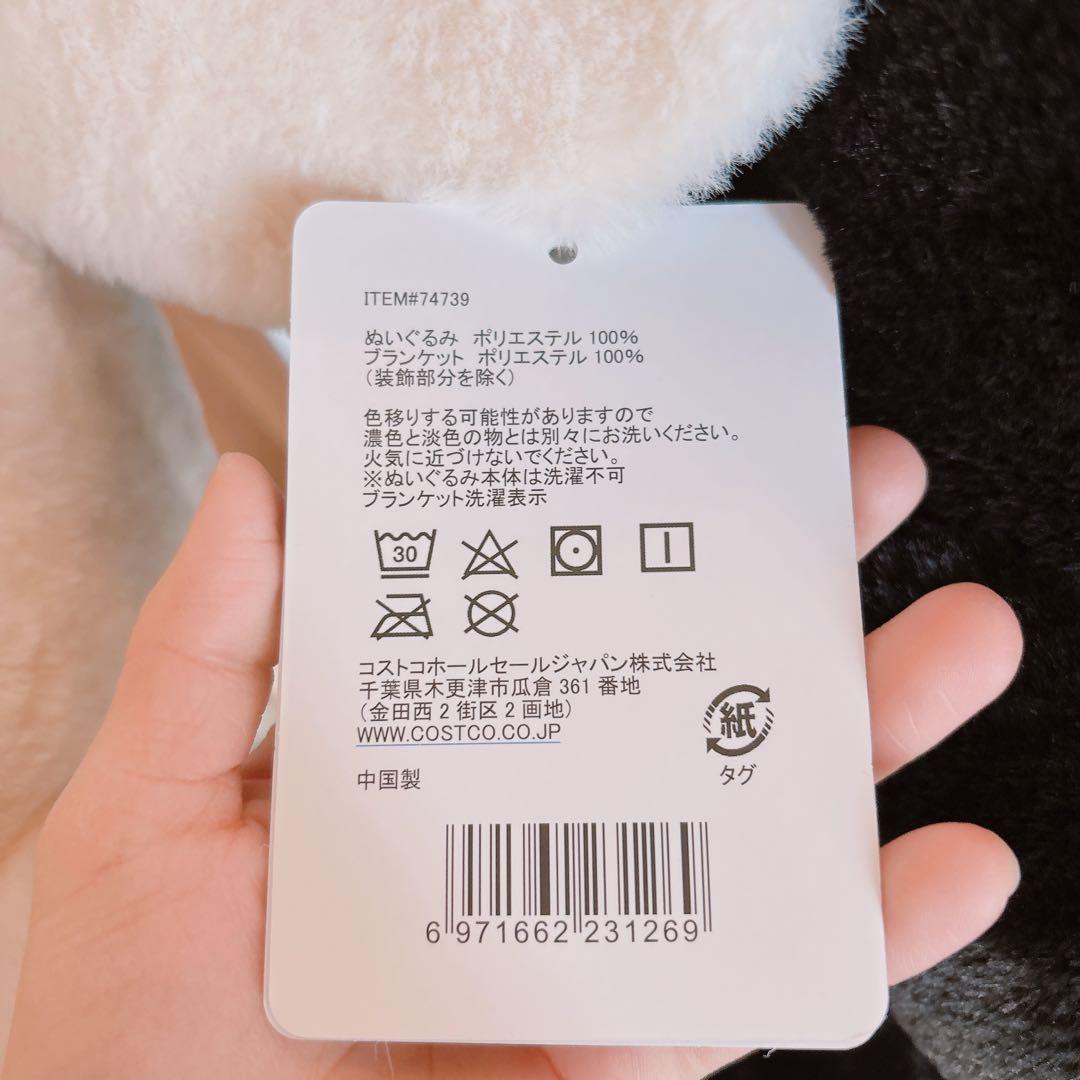 ITEM#74739
ぬいぐるみ ポリエステル 100%
ブランケット ポリエステル 100%
（装飾部分を除く）
色移りする可能性がありますので
濃色と淡色の物とは別々にお洗いください。
火気に近づけないでください。
※ぬいぐるみ本体は洗濯不可
ブランケット洗濯表示
30
コストコホールセールジャパン株式会社
千葉県木更津市瓜倉 361 番地
（金田西 2 街区 2 画地）
WWW.COSTCO.CO.JP
紙
タグ
中国製
6 971662 231269